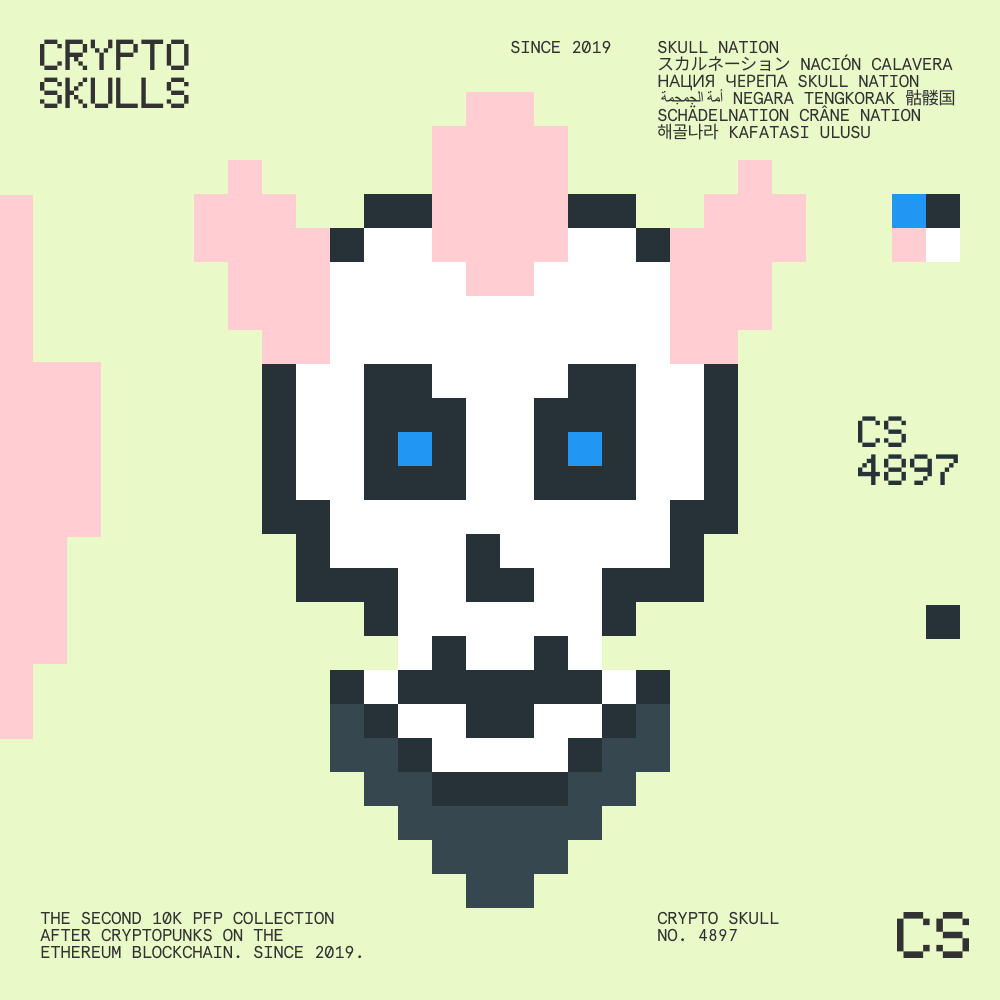 CRYPTO
SKULLS
SINCE 2019
SKULL NATION
スカルネーション NACIÓN CALAVERA
НАЦИЯ ЧЕРЕПА SKULL NATION
أمة الجمجمة NEGARA TENGKORAK 骷髅国
SCHÄDELNATION CRÂNE NATION
해골나라 KAFATASI ULUSU
CS
4897
THE SECOND 10K PFP COLLECTION
AFTER CRYPTOPUNKS ON THE
ETHEREUM BLOCKCHAIN. SINCE 2019.
CRYPTO SKULL
NO. 4897
CS